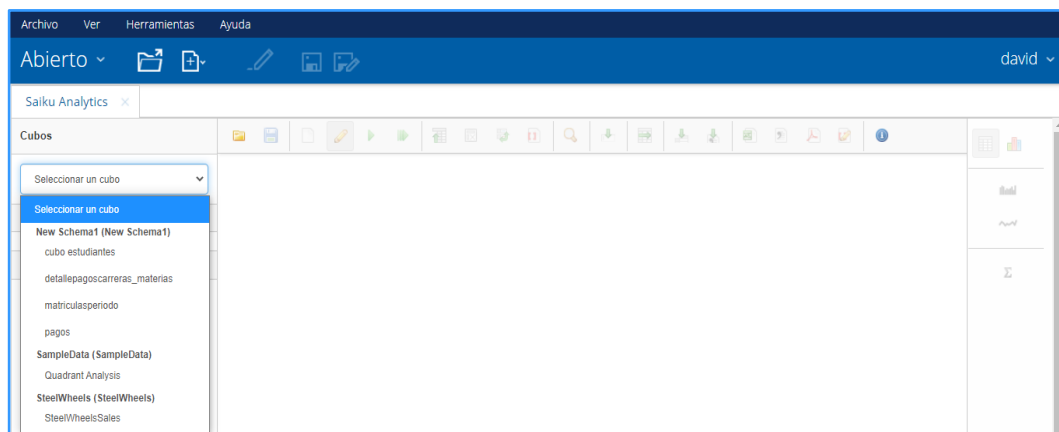 Archivo Ver Herramientas Ayuda
Abierto david
Saiku Analytics
Cubos
Seleccionar un cubo
Seleccionar un cubo
New Schema1 (New Schema1)
cubo estudiantes
detallepagoscarreras_materias
matriculasperiodo
pagos
SampleData (SampleData)
Quadrant Analysis
SteelWheels (SteelWheels)
SteelWheelsSales
Σ